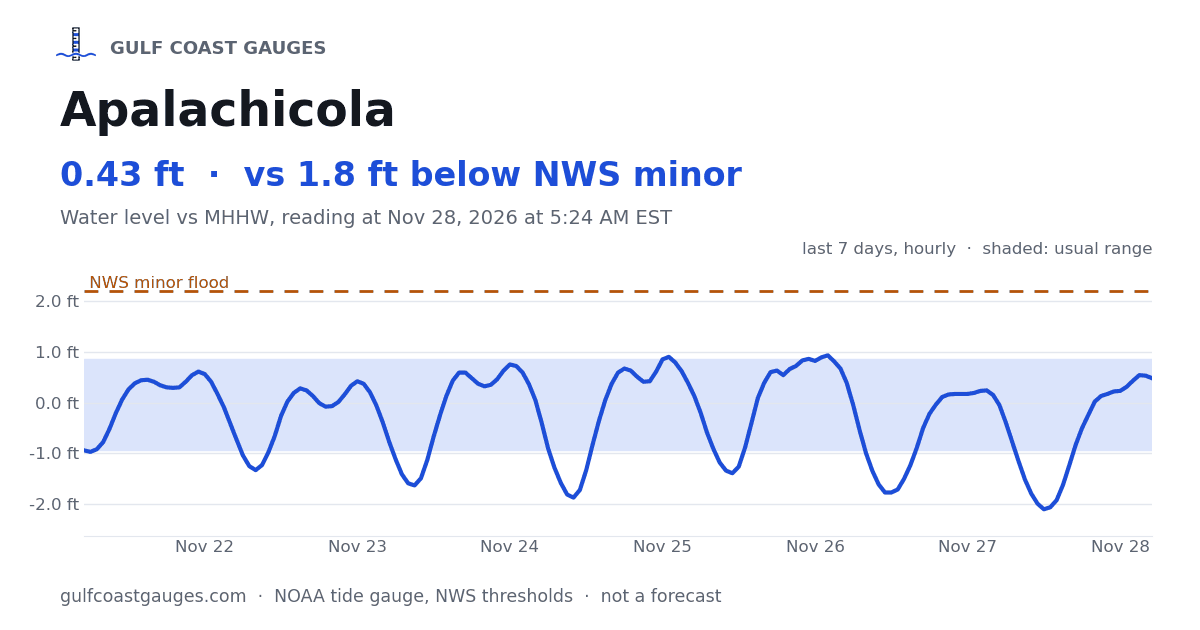 GULF COAST GAUGES
Apalachicola
0.43 ft · vs 1.8 ft below NWS minor
Water level vs MHHW, reading at Nov 28, 2026 at 5:24 AM EST
last 7 days, hourly · shaded: usual range
NWS minor flood
2.0 ft
1.0 ft
0.0 ft
-1.0 ft
-2.0 ft
Nov 22 Nov 23 Nov 24 Nov 25 Nov 26 Nov 27 Nov 28
gulfcoastgauges.com · NOAA tide gauge, NWS thresholds · not a forecast